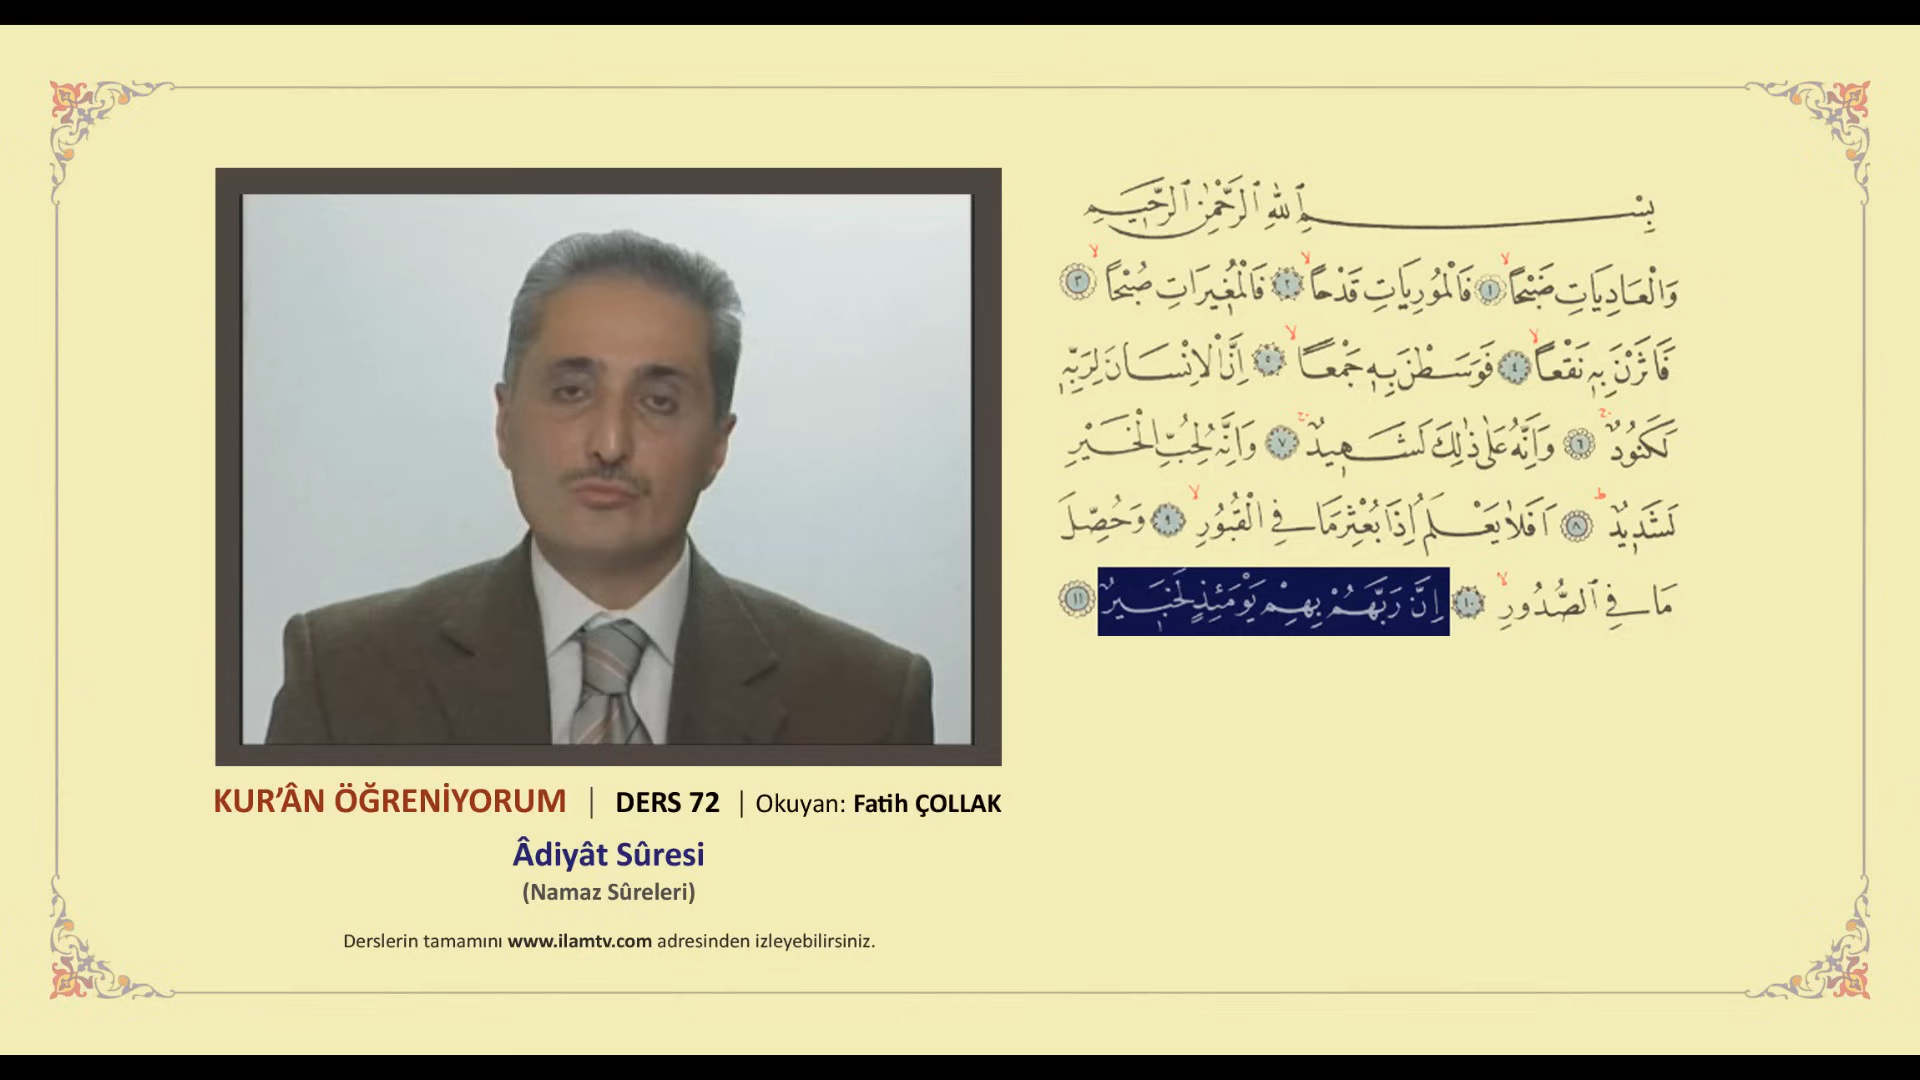 بِسْمِ اللهِ الرَّحْمٰنِ الرَّحٖيمِ
وَالْعَادِيَاتِ ضَبْحًاۙ ﴿١﴾ فَالْمُورِيَاتِ قَدْحًاۙ ﴿٢﴾ فَالْمُغٖيرَاتِ صُبْحًاۙ ﴿٣﴾
فَاَثَرْنَ بِهٖ نَقْعًاۙ ﴿٤﴾ فَوَسَطْنَ بِهٖ جَمْعًاۙ ﴿٥﴾ اِنَّ الْاِنْسَانَ لِرَبِّهٖ
لَكَنُودٌۚ ﴿٦﴾ وَاِنَّهُ عَلٰى ذٰلِكَ لَشَهٖيدٌۚ ﴿٧﴾ وَاِنَّهُ لِحُبِّ الْخَيْرِ
لَشَدٖيدٌۜ ﴿٨﴾ اَفَلَا يَعْلَمُ اِذَا بُعْثِرَ مَا فِي الْقُبُورِۙ ﴿٩﴾ وَحُصِّلَ
مَا فِي الصُّدُورِۙ ﴿١٠﴾ اِنَّ رَبَّهُمْ بِهِمْ يَوْمَئِذٍ لَخَبٖيرٌ ﴿١١﴾
KUR’ÂN ÖĞRENİYORUM | DERS 72 | Okuyan: Fatih ÇOLLAK
Âdiyât Sûresi
(Namaz Sûreleri)
Derslerin tamamını www.ilamtv.com adresinden izleyebilirsiniz.